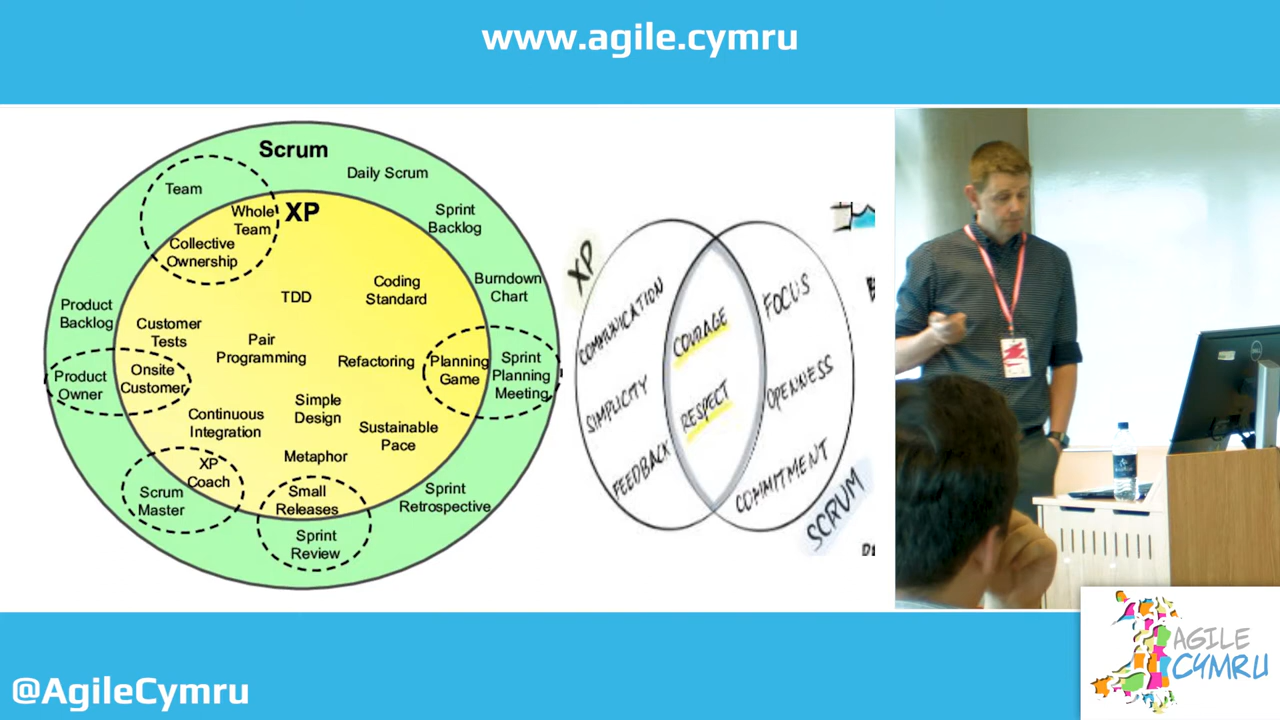 www.agile.cymru
Scrum
Daily Scrum
Team
Whole
Team
XP
Sprint
Backlog
Collective
Ownership
Coding
Standard
Burndown
Chart
TDD
Product
Backlog
Customer
Tests
Pair
Programming
Refactoring
Planning
Game
Sprint
Planning
Meeting
Product
Owner
Onsite
Customer
Continuous
Integration
Simple
Design
Sustainable
Pace
Metaphor
XP
Coach
Scrum
Master
Small
Releases
Sprint
Retrospective
Sprint
Review
XP
COMMUNICATION
SIMPLICITY
FEEDBACK
COURAGE
RESPECT
FOCUS
OPENNESS
COMMITMENT
SCRUM
DELL
@AgileCymru
AGILE
CYMRU